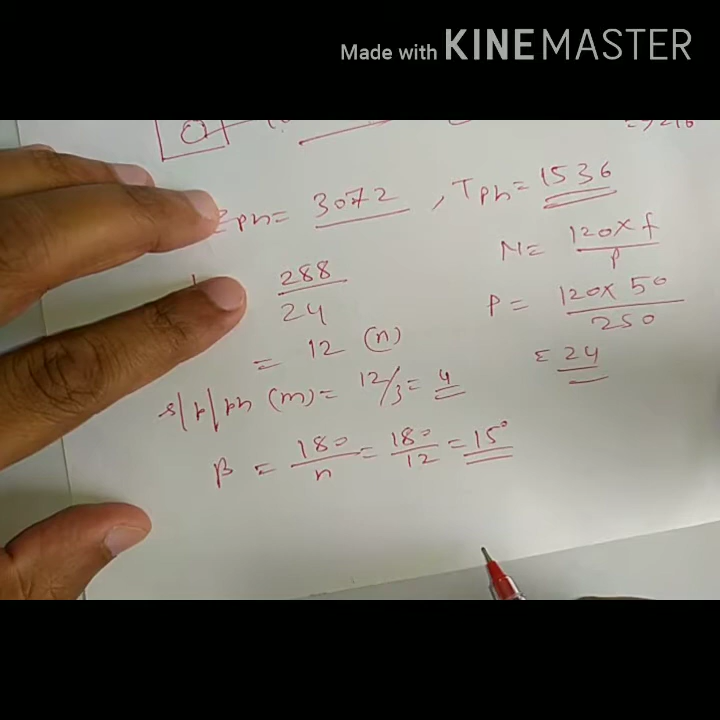 Made with KINEMASTER
Zph = 3072 , Tph = 1536
N = 120 × f / P
288 / 24
P = 120 × 50 / 250
= 12 (n)
= 24
s/p/ph (m) = 12/3 = 4
β = 180 / n = 180 / 12 = 15°